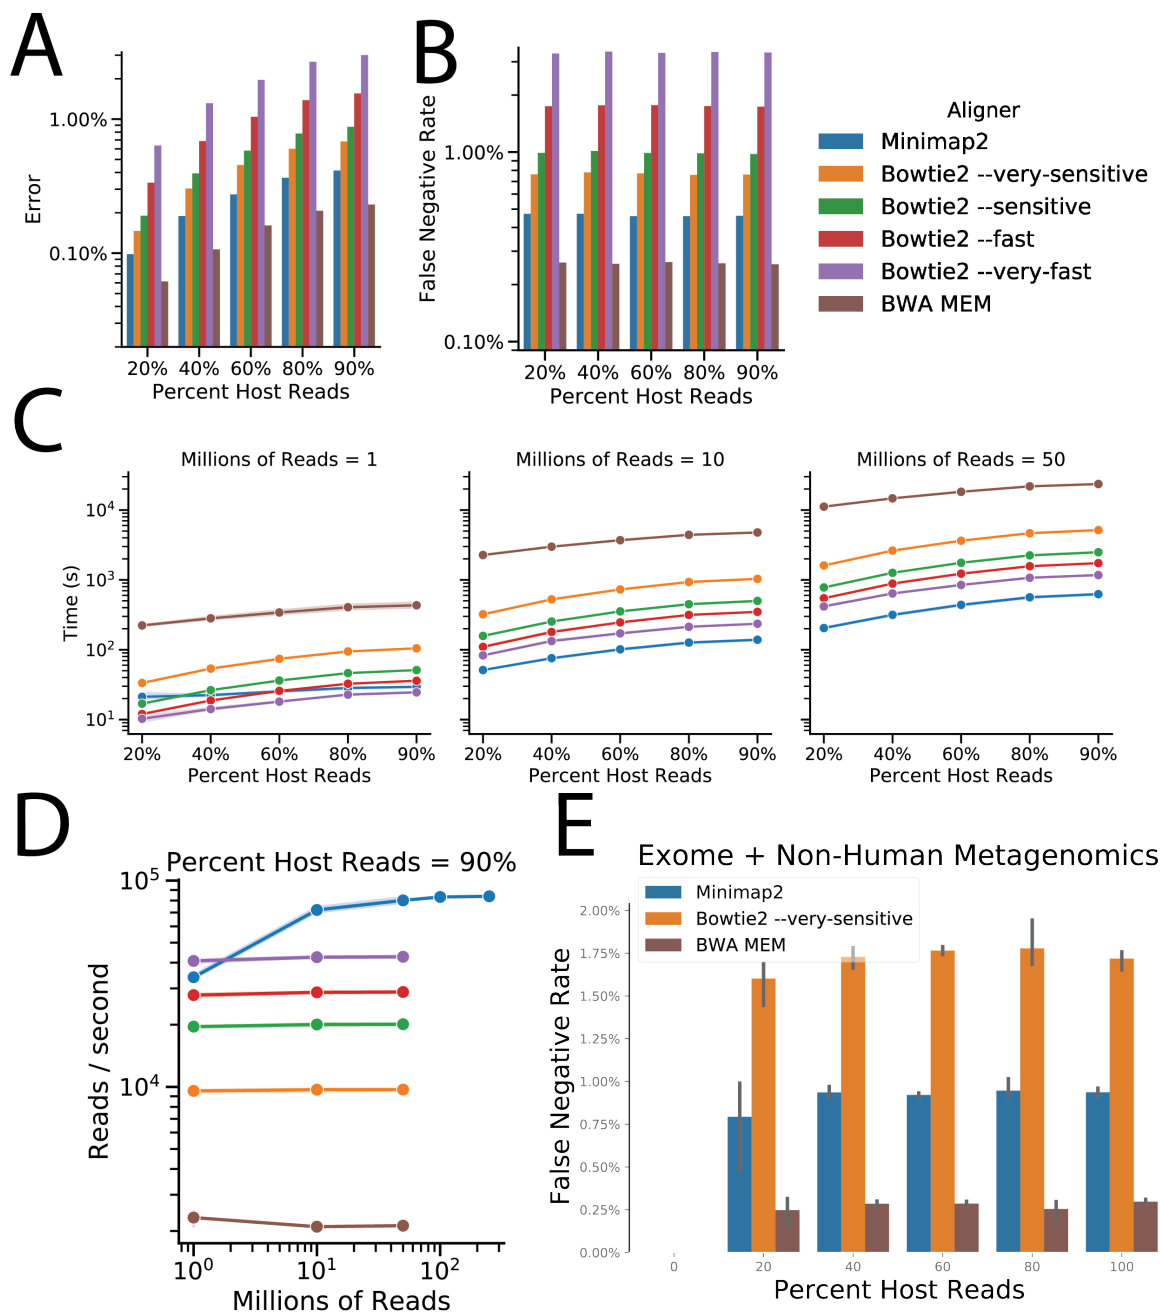 A
Error
1.00%
0.10%
20% 40% 60% 80% 90%
Percent Host Reads
B
False Negative Rate
1.00%
0.10%
20% 40% 60% 80% 90%
Percent Host Reads
Aligner
Minimap2
Bowtie2 --very-sensitive
Bowtie2 --sensitive
Bowtie2 --fast
Bowtie2 --very-fast
BWA MEM
C
Time (s)
Millions of Reads = 1
10⁴
10³
10²
10¹
20% 40% 60% 80% 90%
Percent Host Reads
Millions of Reads = 10
20% 40% 60% 80% 90%
Percent Host Reads
Millions of Reads = 50
20% 40% 60% 80% 90%
Percent Host Reads
D
Percent Host Reads = 90%
Reads / second
10⁵
10⁴
10⁰ 10¹ 10²
Millions of Reads
E
Exome + Non-Human Metagenomics
Minimap2
Bowtie2 --very-sensitive
BWA MEM
False Negative Rate
2.00%
1.75%
1.50%
1.25%
1.00%
0.75%
0.50%
0.25%
0.00%
0 20 40 60 80 100
Percent Host Reads